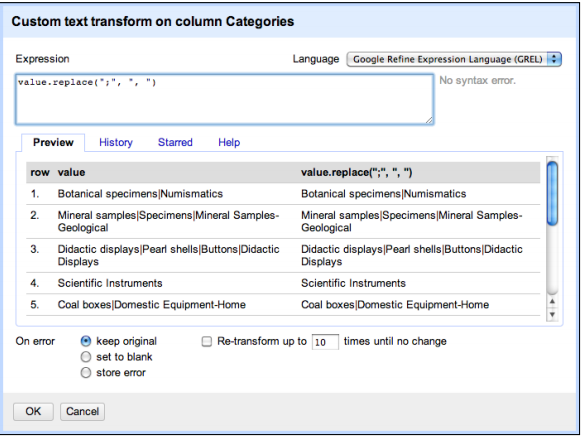 Custom text transform on column Categories
Expression
Language Google Refine Expression Language (GREL)
value.replace(";", ", ")
No syntax error.
Preview History Starred Help
row value value.replace(";", ", ")
1. Botanical specimens|Numismatics Botanical specimens|Numismatics
2. Mineral samples|Specimens|Mineral Samples- Mineral samples|Specimens|Mineral Samples-
Geological Geological
3. Didactic displays|Pearl shells|Buttons|Didactic Didactic displays|Pearl shells|Buttons|Didactic
Displays Displays
4. Scientific Instruments Scientific Instruments
5. Coal boxes|Domestic Equipment-Home Coal boxes|Domestic Equipment-Home
On error keep original Re-transform up to 10 times until no change
set to blank
store error
OK Cancel